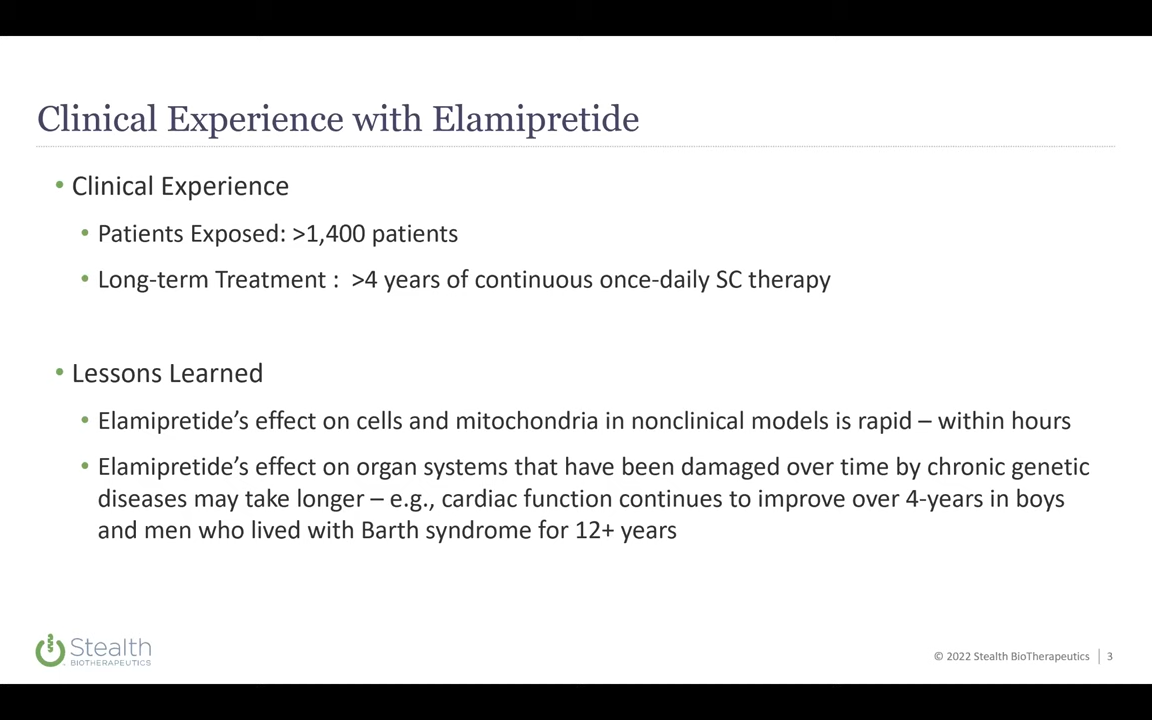 Clinical Experience with Elamipretide
• Clinical Experience
• Patients Exposed: >1,400 patients
• Long-term Treatment :  >4 years of continuous once-daily SC therapy
• Lessons Learned
• Elamipretide’s effect on cells and mitochondria in nonclinical models is rapid – within hours
• Elamipretide’s effect on organ systems that have been damaged over time by chronic genetic
diseases may take longer – e.g., cardiac function continues to improve over 4-years in boys
and men who lived with Barth syndrome for 12+ years
Stealth
BIOTHERAPEUTICS
© 2022 Stealth BioTherapeutics | 3